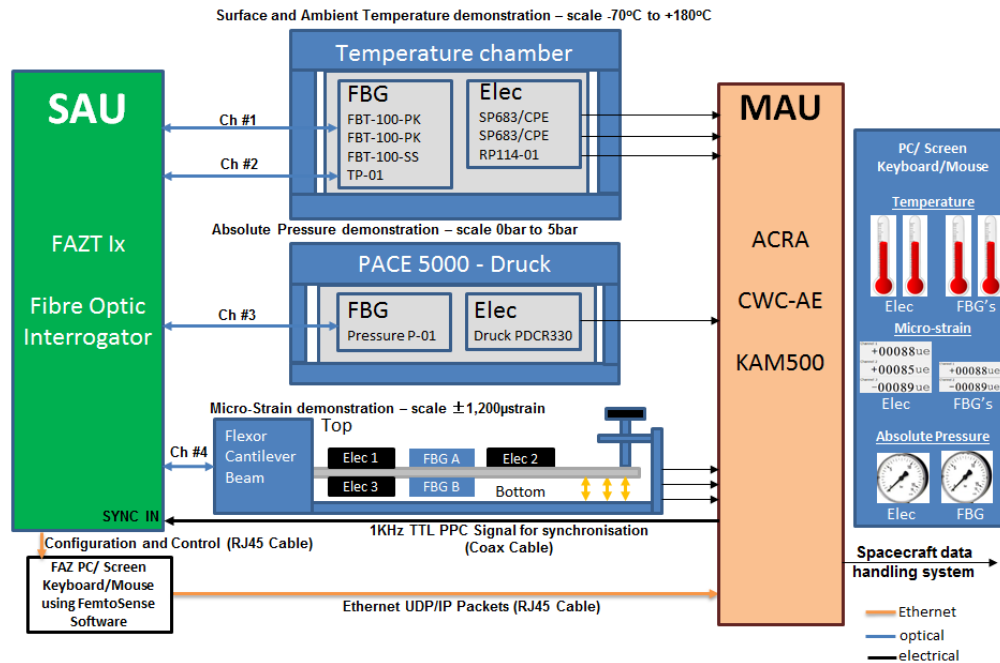 Surface and Ambient Temperature demonstration – scale -70ºC to +180ºC
SAU
FAZT Ix
Fibre Optic
Interrogator
SYNC IN
Ch #1
Ch #2
Temperature chamber
FBG
FBT-100-PK
FBT-100-PK
FBT-100-SS
TP-01
Elec
SP683/CPE
SP683/CPE
RP114-01
Absolute Pressure demonstration – scale 0bar to 5bar
PACE 5000 - Druck
Ch #3
FBG
Pressure P-01
Elec
Druck PDCR330
Micro-Strain demonstration – scale ±1,200µstrain
Ch #4
Flexor
Cantilever
Beam
Top
Elec 1
FBG A
Elec 2
Elec 3
FBG B
Bottom
1KHz TTL PPC Signal for synchronisation
(Coax Cable)
Configuration and Control (RJ45 Cable)
FAZ PC/ Screen
Keyboard/Mouse
using FemtoSense
Software
Ethernet UDP/IP Packets (RJ45 Cable)
MAU
ACRA
CWC-AE
KAM500
PC/ Screen
Keyboard/Mouse
Temperature
Elec
FBG's
Micro-strain
+00088ue
+00085ue
-00089ue
Elec
+00088ue
-00089ue
FBG's
Absolute Pressure
Elec
FBG
Spacecraft data
handling system
Ethernet
optical
electrical